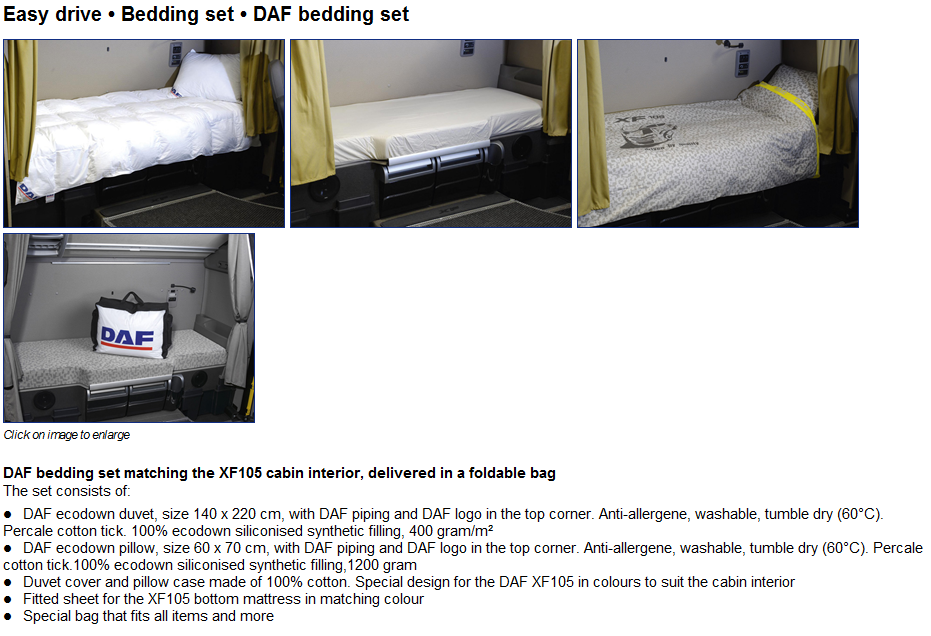 Easy drive • Bedding set • DAF bedding set
DAF
XF 105
DAF
Click on image to enlarge
DAF bedding set matching the XF105 cabin interior, delivered in a foldable bag
The set consists of:
● DAF ecodown duvet, size 140 x 220 cm, with DAF piping and DAF logo in the top corner. Anti-allergene, washable, tumble dry (60°C).
Percale cotton tick. 100% ecodown siliconised synthetic filling, 400 gram/m²
● DAF ecodown pillow, size 60 x 70 cm, with DAF piping and DAF logo in the top corner. Anti-allergene, washable, tumble dry (60°C). Percale
cotton tick.100% ecodown siliconised synthetic filling,1200 gram
● Duvet cover and pillow case made of 100% cotton. Special design for the DAF XF105 in colours to suit the cabin interior
● Fitted sheet for the XF105 bottom mattress in matching colour
● Special bag that fits all items and more